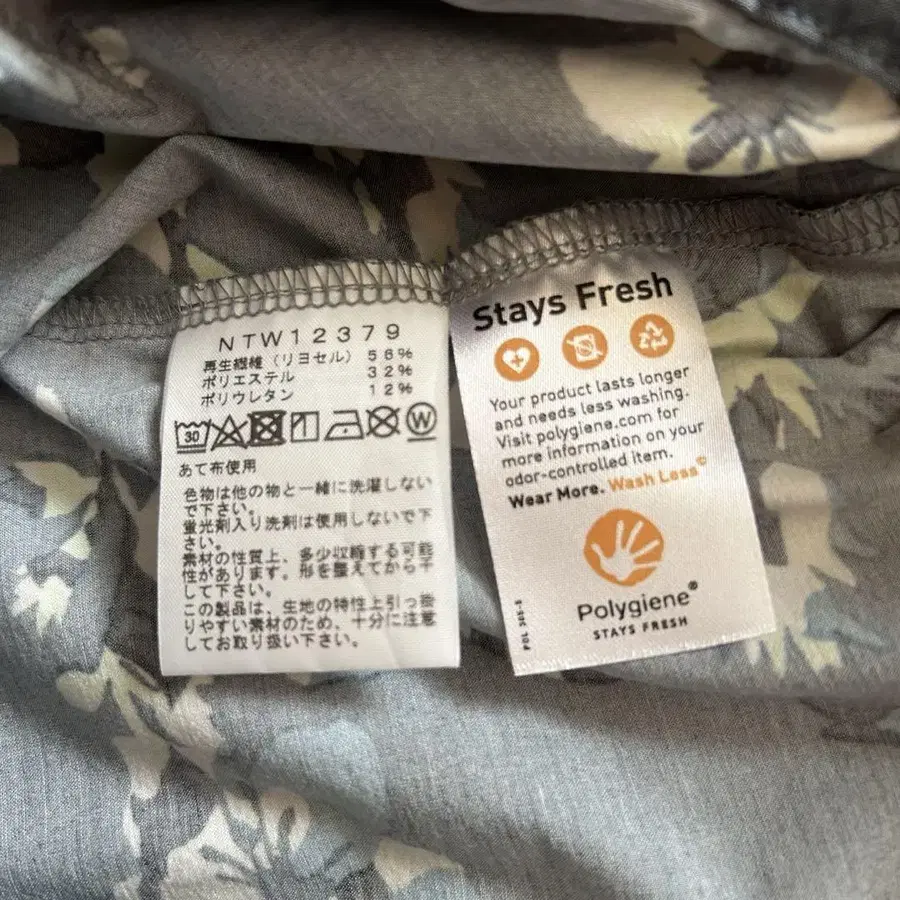 NTW12379
再生繊維（リヨセル） 56%
ポリエステル 32%
ポリウレタン 12%
30
W
あて布使用
色物は他の物と一緒に洗濯しない
で下さい。
蛍光剤入り洗剤は使用しないで下
さい。
素材の性質上、多少収縮する可能
性があります。形を整えてから干
して下さい。
この製品は、生地の特性上引っ掛
りやすい素材のため、十分に注意
してお取り扱い下さい。
Stays Fresh
Your product lasts longer
and needs less washing.
Visit polygiene.com for
more information on your
odor-controlled item.
Wear More. Wash Less©
Polygiene®
STAYS FRESH